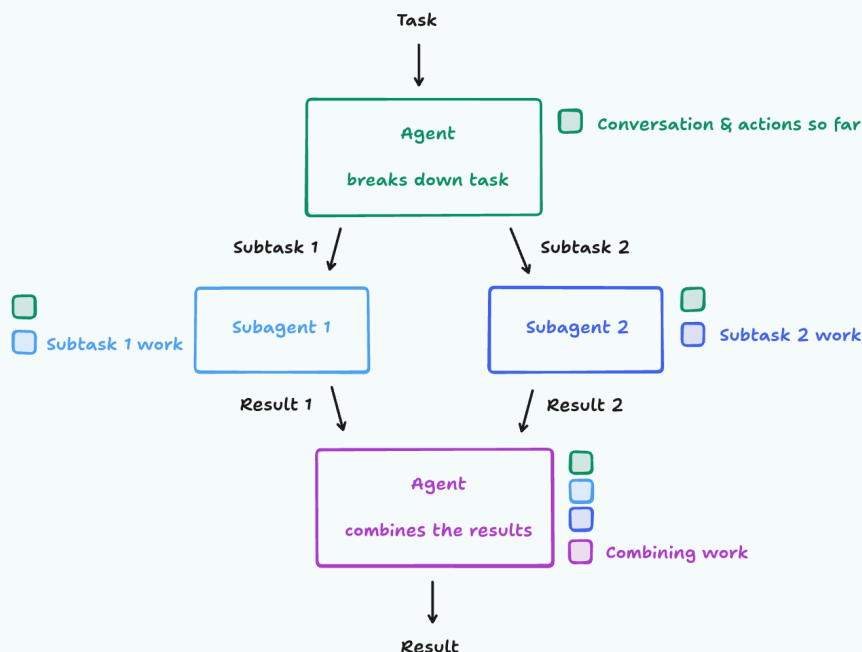 Task
Agent
breaks down task
Conversation & actions so far
Subtask 1
Subtask 2
Subagent 1
Subagent 2
Subtask 1 work
Subtask 2 work
Result 1
Result 2
Agent
combines the results
Combining work
Result